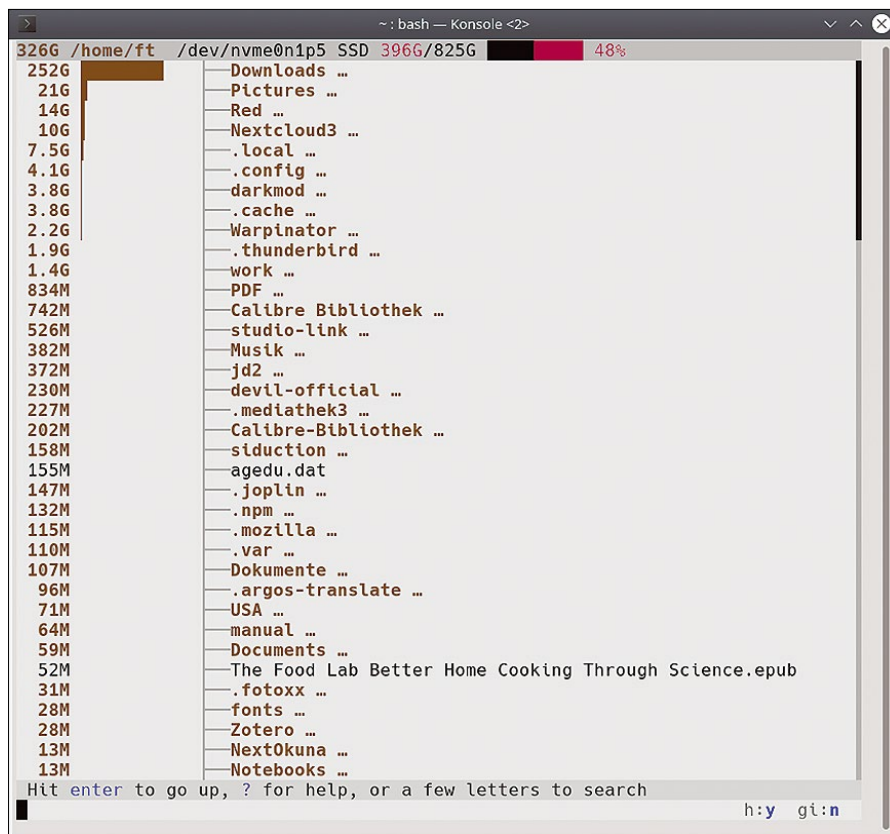 ~ : bash — Konsole <2>
326G /home/ft /dev/nvme0n1p5 SSD 396G/825G 48%
252G Downloads …
21G Pictures …
14G Red …
10G Nextcloud3 …
7.5G .local …
4.1G .config …
3.8G darkmod …
3.8G .cache …
2.2G Warpinator …
1.9G .thunderbird …
1.4G work …
834M PDF …
742M Calibre Bibliothek …
526M studio-link …
382M Musik …
372M jd2 …
230M devil-official …
227M .mediathek3 …
202M Calibre-Bibliothek …
158M siduction …
155M agedu.dat
147M .joplin …
132M .npm …
115M .mozilla …
110M .var …
107M Dokumente …
96M .argos-translate …
71M USA …
64M manual …
59M Documents …
52M The Food Lab Better Home Cooking Through Science.epub
31M .fotoxx …
28M fonts …
28M Zotero …
13M NextOkuna …
13M Notebooks …
Hit enter to go up, ? for help, or a few letters to search
h:y gi:n